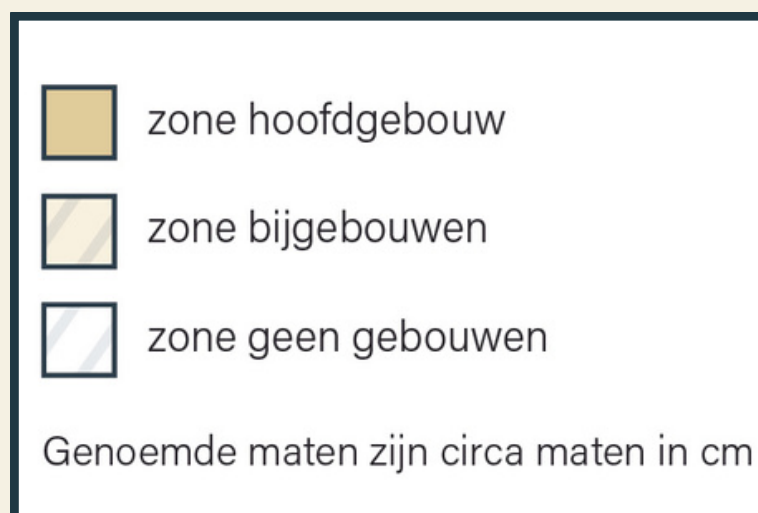 zone hoofdgebouw
zone bijgebouwen
zone geen gebouwen
Genoemde maten zijn circa maten in cm